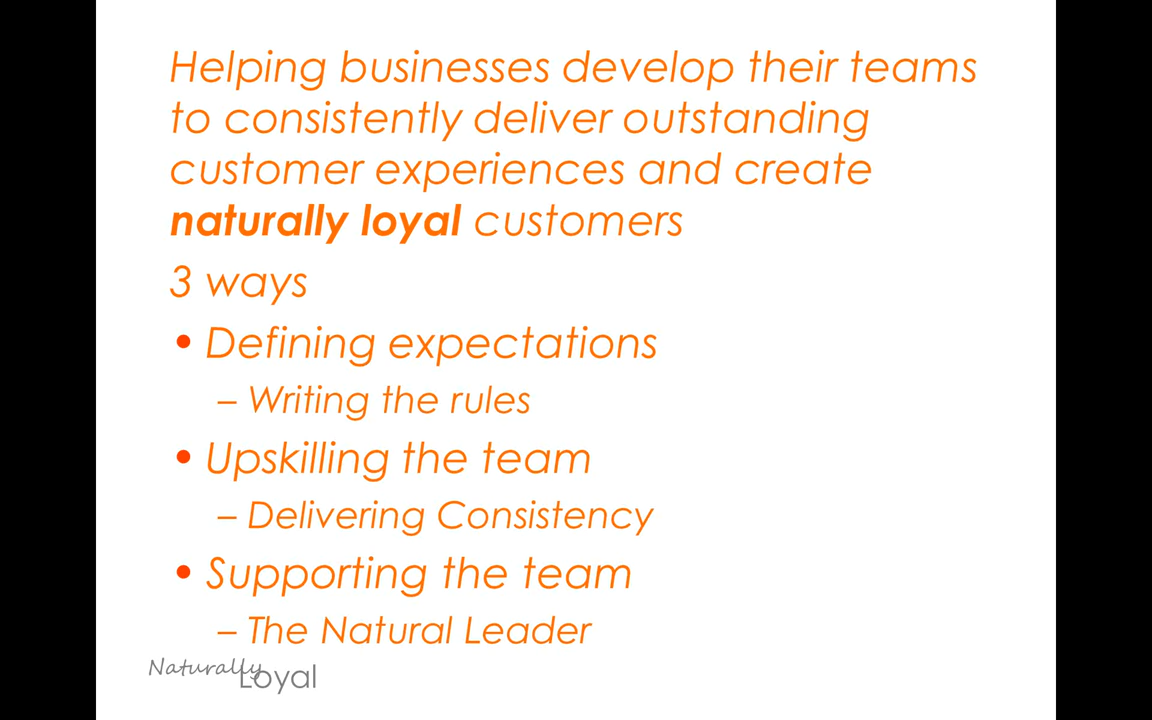 Helping businesses develop their teams
to consistently deliver outstanding
customer experiences and create
naturally loyal customers
3 ways
• Defining expectations
– Writing the rules
• Upskilling the team
– Delivering Consistency
• Supporting the team
– The Natural Leader
Naturally
Loyal